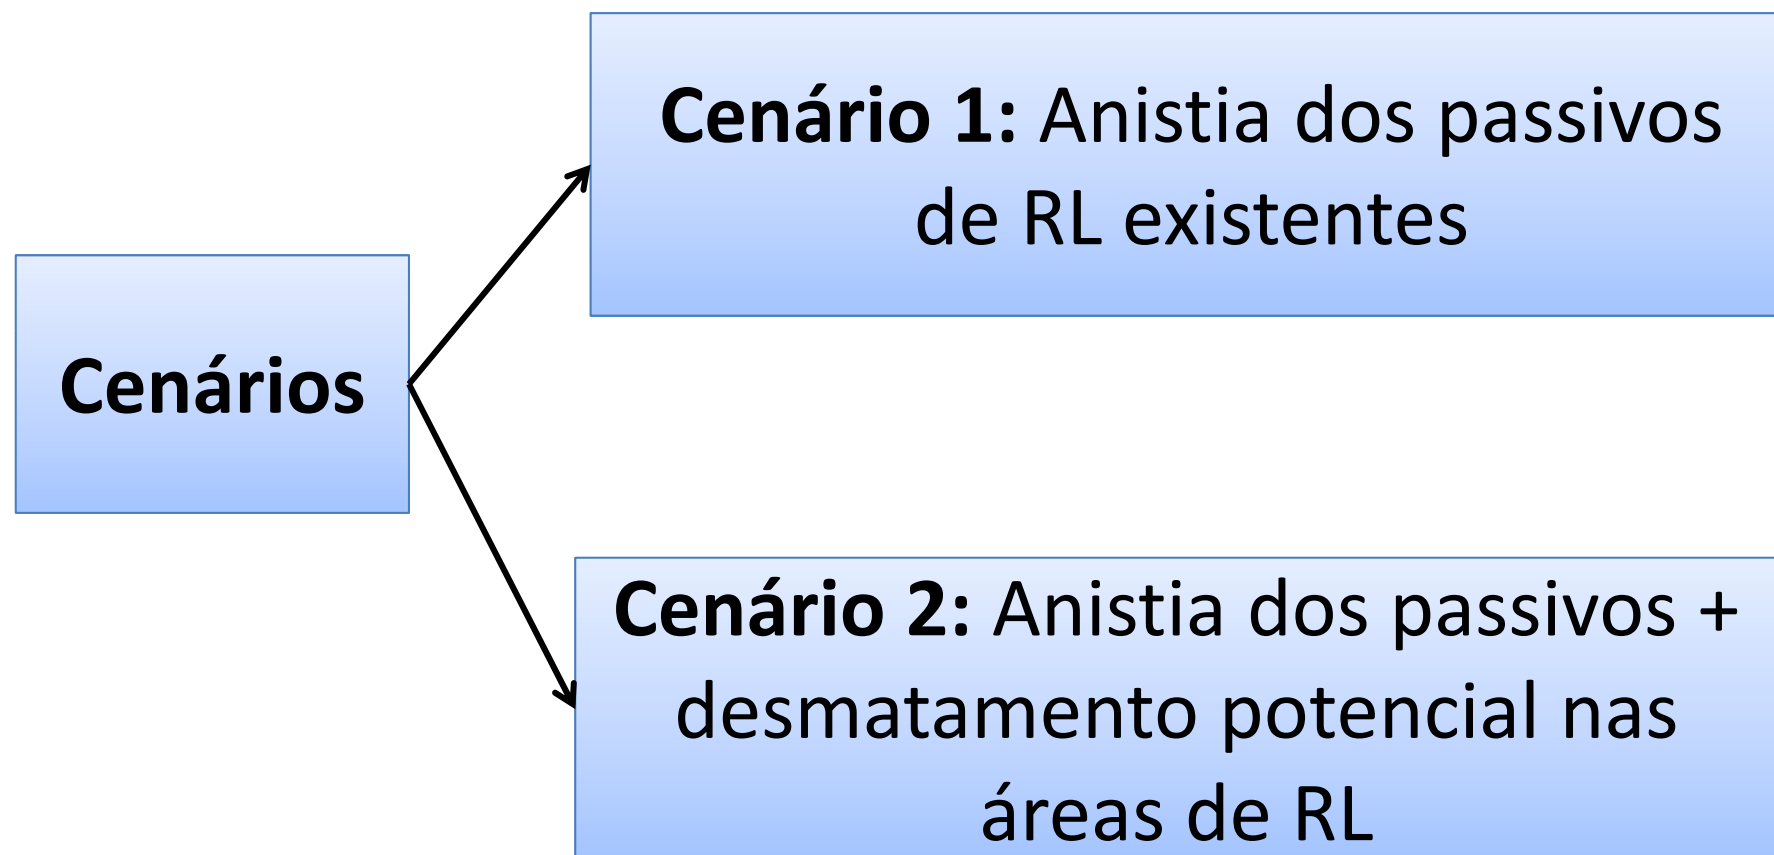 Cenário 1: Anistia dos passivos
de RL existentes
Cenários
Cenário 2: Anistia dos passivos +
desmatamento potencial nas
áreas de RL